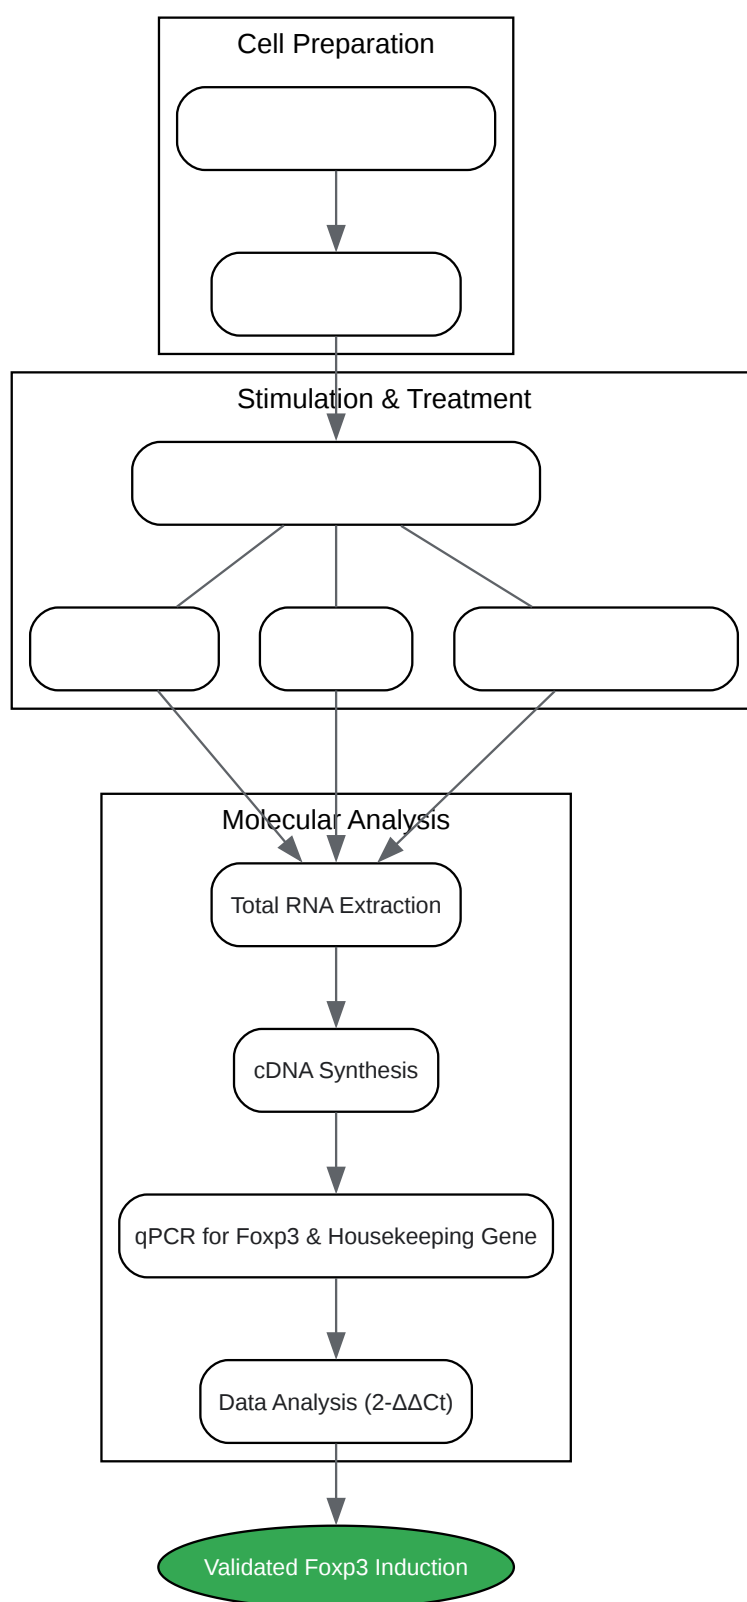 Cell Preparation
Stimulation & Treatment
Molecular Analysis
Total RNA Extraction
cDNA Synthesis
qPCR for Foxp3 & Housekeeping Gene
Data Analysis (2-ΔΔCt)
Validated Foxp3 Induction